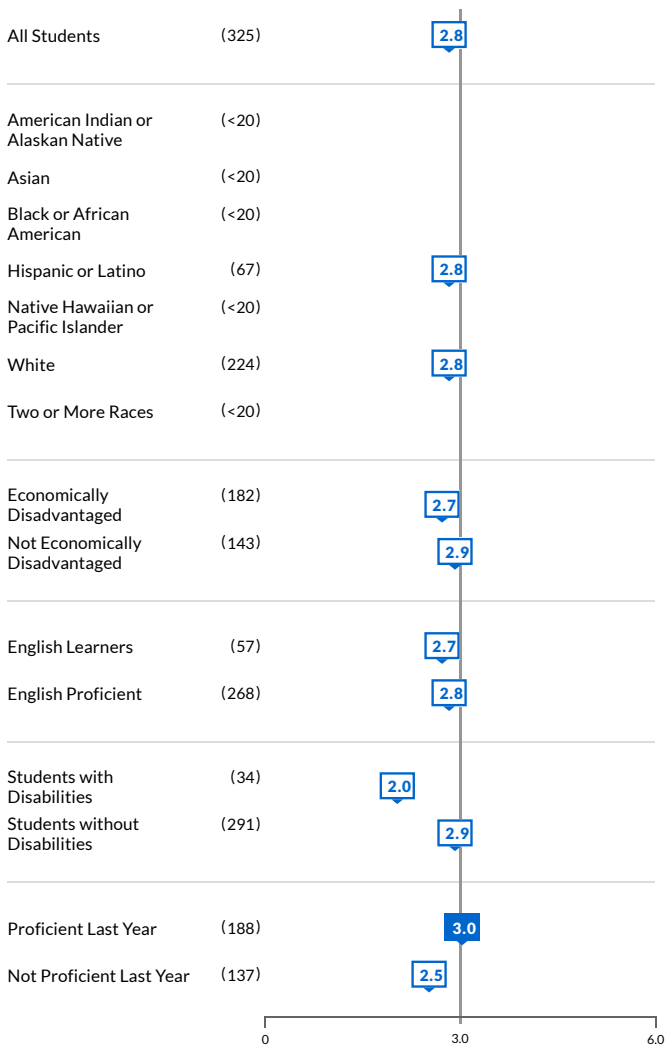 All Students (325) 2.8
American Indian or (<20)
Alaskan Native
Asian (<20)
Black or African (<20)
American
Hispanic or Latino (67) 2.8
Native Hawaiian or (<20)
Pacific Islander
White (224) 2.8
Two or More Races (<20)
Economically (182) 2.7
Disadvantaged
Not Economically (143) 2.9
Disadvantaged
English Learners (57) 2.7
English Proficient (268) 2.8
Students with (34) 2.0
Disabilities
Students without (291) 2.9
Disabilities
Proficient Last Year (188) 3.0
Not Proficient Last Year (137) 2.5
0 3.0 6.0